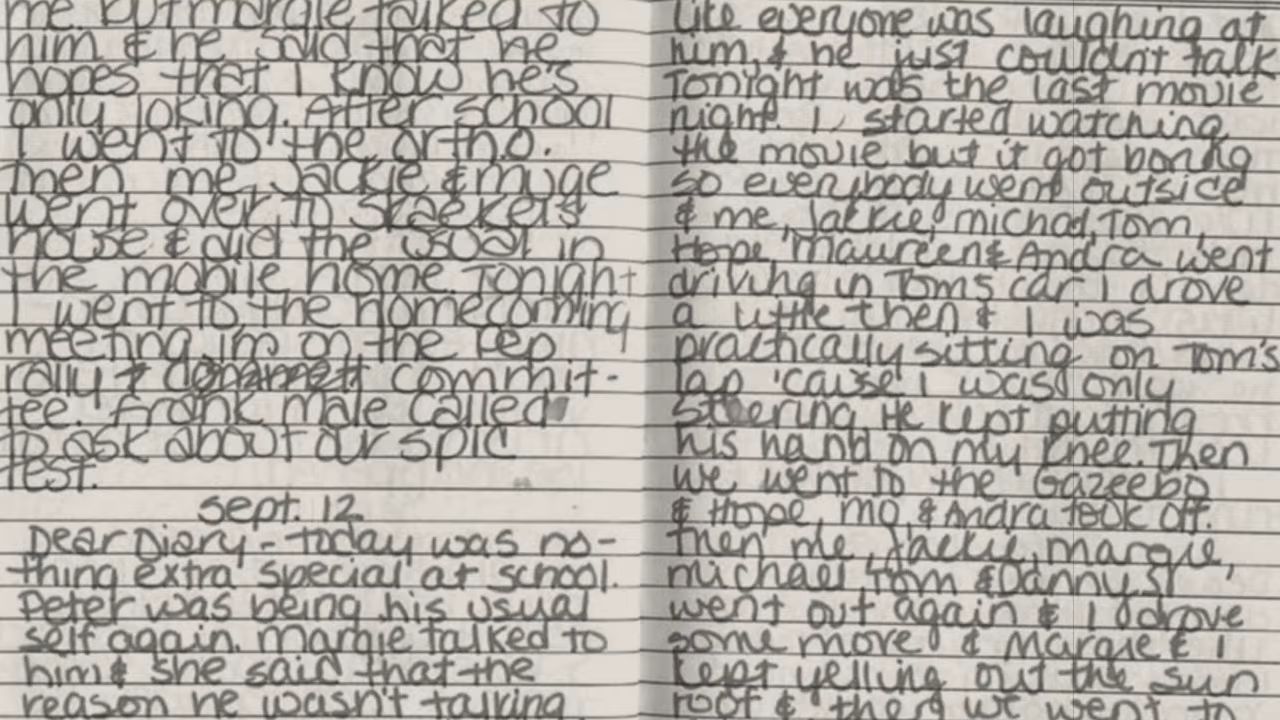 me. but margie talked to
him & he said that he
hopes that I know he's
only joking. After school
I went to the ortho.
Then me, Jackie & muge
went over to
house & did the usual in
the mobile home. Tonight
I went to the homecoming
meeting. im on the Pep
rally & commit-
tee. Frank Male called
to ask about our spic
test.
sept. 12
Dear Diary - today was no-
thing extra special at school.
Peter was being his usual
self again. margie talked to
him & she said that the
reason he wasn't talking
like everyone was laughing at
him, & he just couldn't talk
Tonight was the last movie
night. I started watching
the movie but it got boring
so everybody went outside
& me, Jackie, michael, Tom,
Hope, maureen & Andra went
driving in Tom's car. I drove
a little then & I was
practically sitting on Tom's
lap 'cause I was only
steering. He kept putting
his hand on my knee. Then
we went to the Gazeebo
& Hope, mo, & Andra took off.
then me, Jackie, margie,
michael Tom & Danny S
went out again & I drove
some more & Margie & I
kept yelling out the sun
roof & then we went to